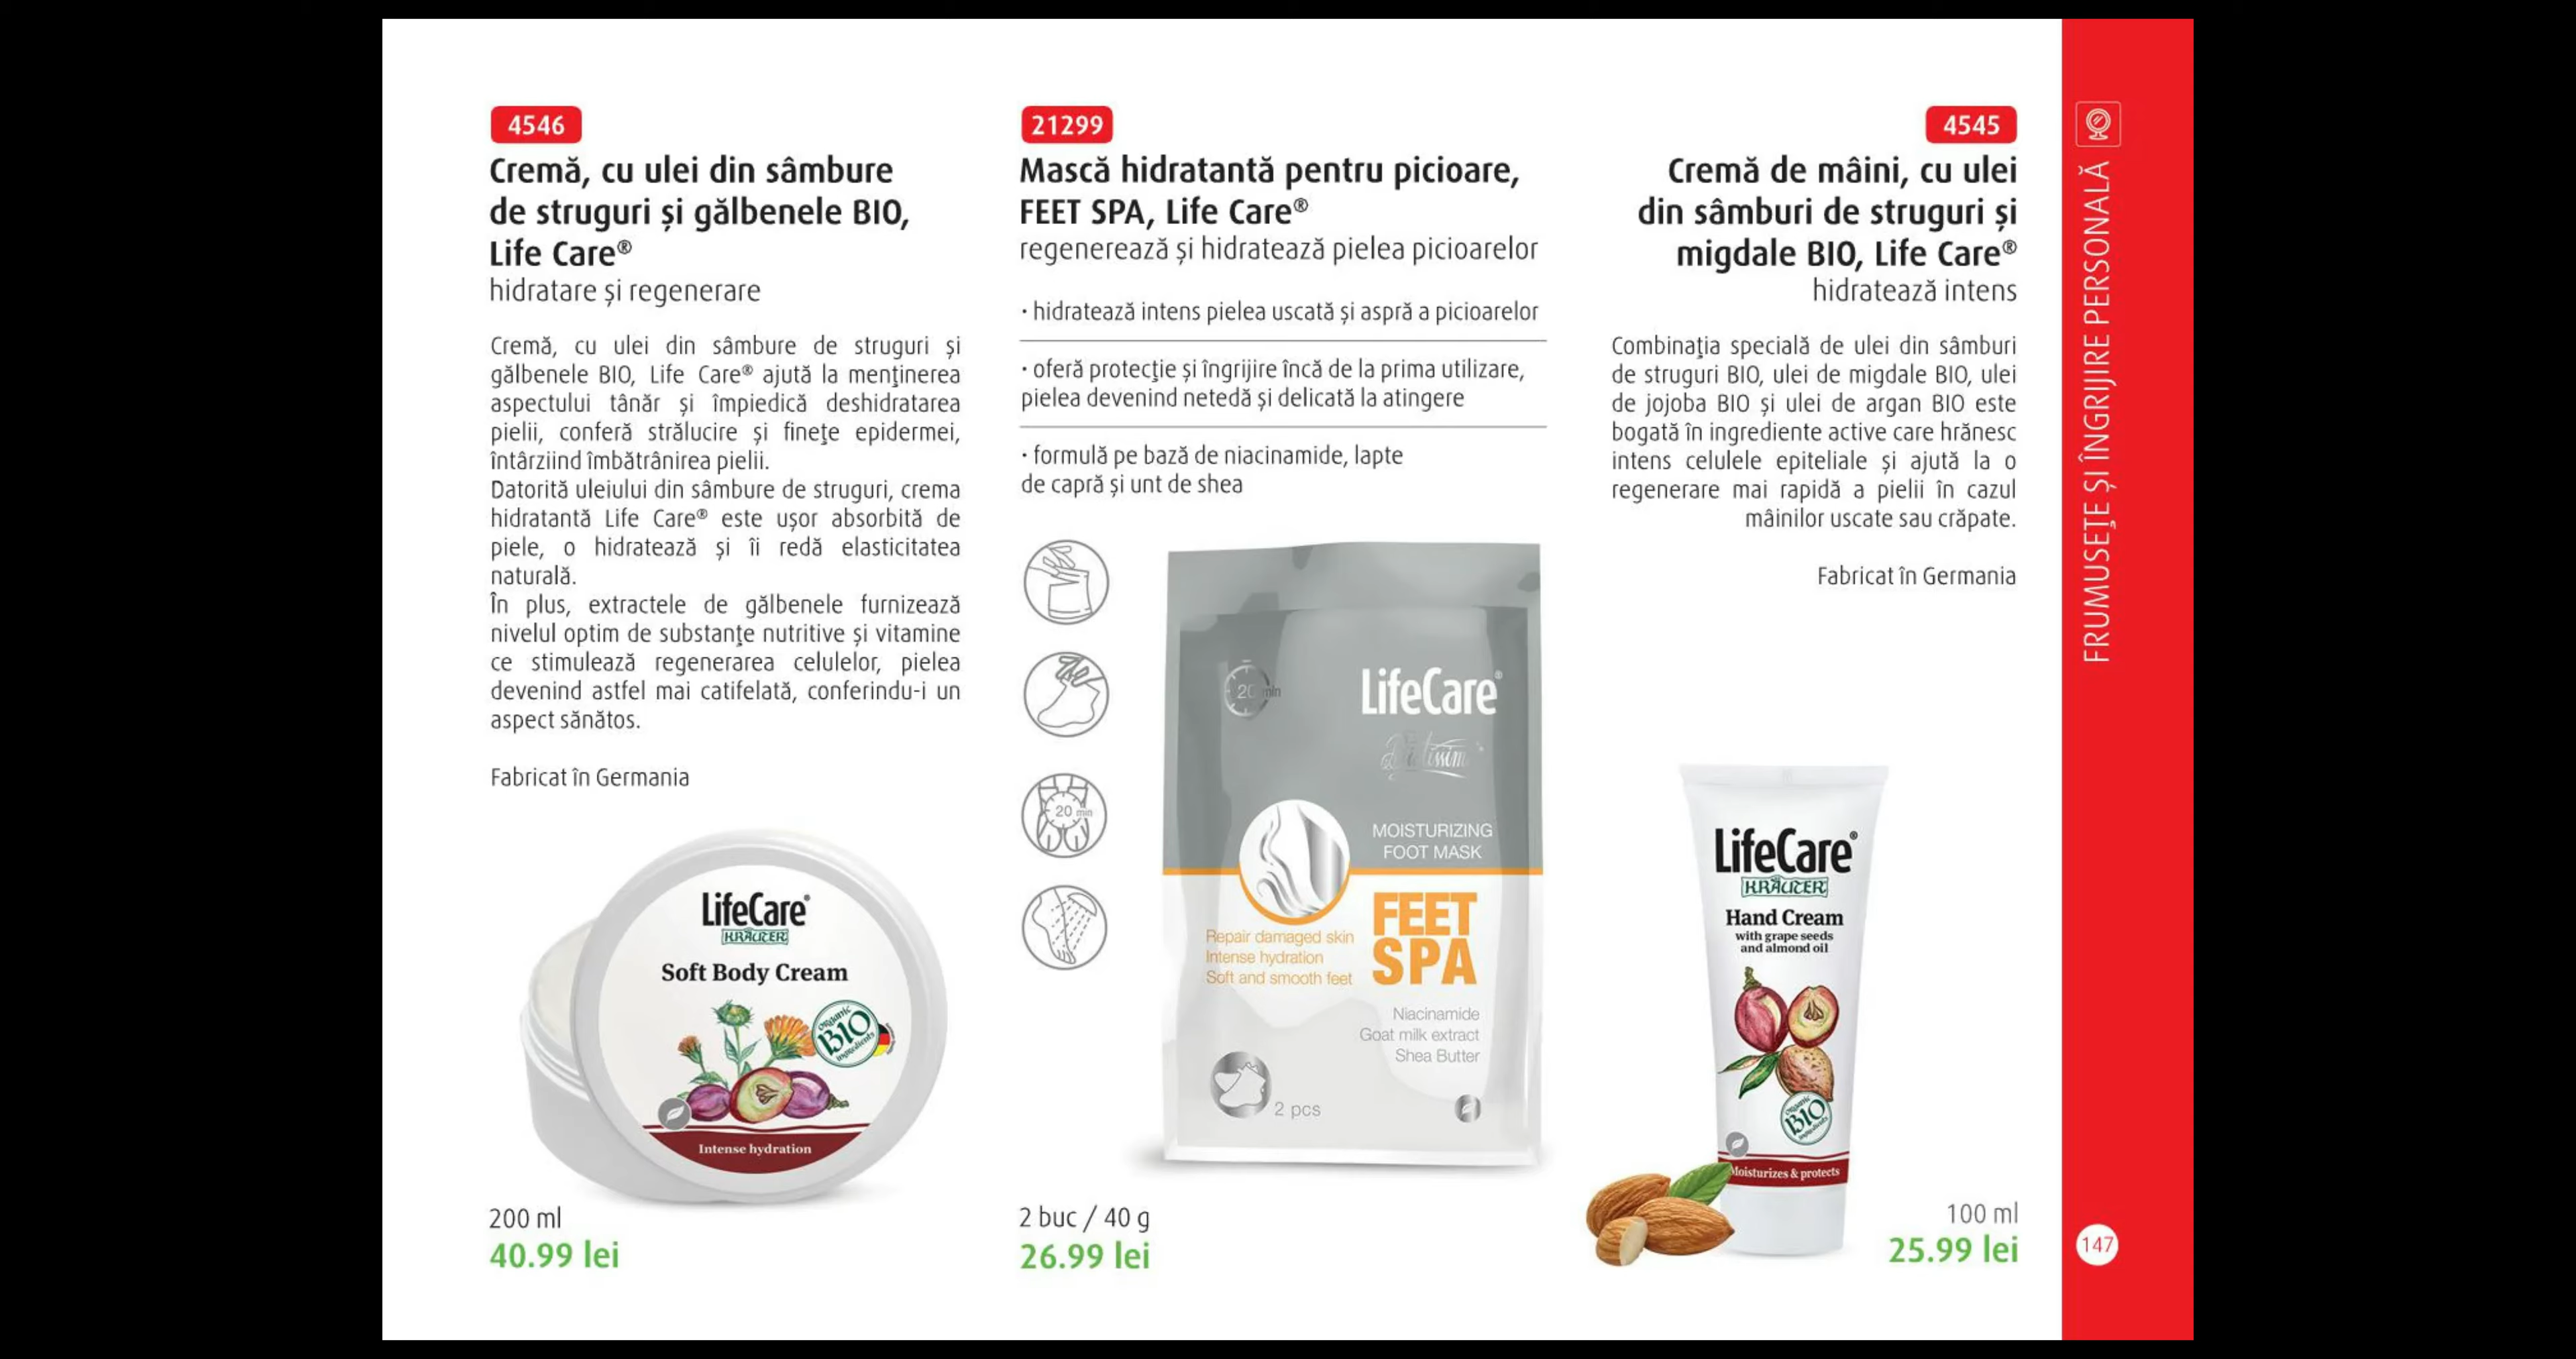 4546
Cremă, cu ulei din sâmbure
de struguri și gălbenele BIO,
Life Care®
hidratare și regenerare
Cremă, cu ulei din sâmbure de struguri și
gălbenele BIO, Life Care® ajută la menținerea
aspectului tânăr și împiedică deshidratarea
pielii, conferă strălucire și finețe epidermei,
întârziind îmbătrânirea pielii.
Datorită uleiului din sâmbure de struguri, crema
hidratantă Life Care® este ușor absorbită de
piele, o hidratează și îi redă elasticitatea
naturală.
În plus, extractele de gălbenele furnizează
nivelul optim de substanțe nutritive și vitamine
ce stimulează regenerarea celulelor, pielea
devenind astfel mai catifelată, conferindu-i un
aspect sănătos.
Fabricat în Germania
LifeCare®
KRÄUTER
Soft Body Cream
Organic
BIO
ingredients
Intense hydration
200 ml
40.99 lei
21299
Mască hidratantă pentru picioare,
FEET SPA, Life Care®
regenerează și hidratează pielea picioarelor
· hidratează intens pielea uscată și aspră a picioarelor
· oferă protecție și îngrijire încă de la prima utilizare,
pielea devenind netedă și delicată la atingere
· formulă pe bază de niacinamide, lapte
de capră și unt de shea
20 min
20 min
LifeCare®
MOISTURIZING
FOOT MASK
FEET
SPA
Repair damaged skin
Intense hydration
Soft and smooth feet
Niacinamide
Goat milk extract
Shea Butter
2 pcs
2 buc / 40 g
26.99 lei
4545
Cremă de mâini, cu ulei
din sâmburi de struguri și
migdale BIO, Life Care®
hidratează intens
Combinația specială de ulei din sâmburi
de struguri BIO, ulei de migdale BIO, ulei
de jojoba BIO și ulei de argan BIO este
bogată în ingrediente active care hrănesc
intens celulele epiteliale și ajută la o
regenerare mai rapidă a pielii în cazul
mâinilor uscate sau crăpate.
Fabricat în Germania
LifeCare®
KRÄUTER
Hand Cream
with grape seeds
and almond oil
Organic
BIO
ingredients
Moisturizes & protects
100 ml
25.99 lei
FRUMUSEȚE ȘI ÎNGRIJIRE PERSONALĂ
147